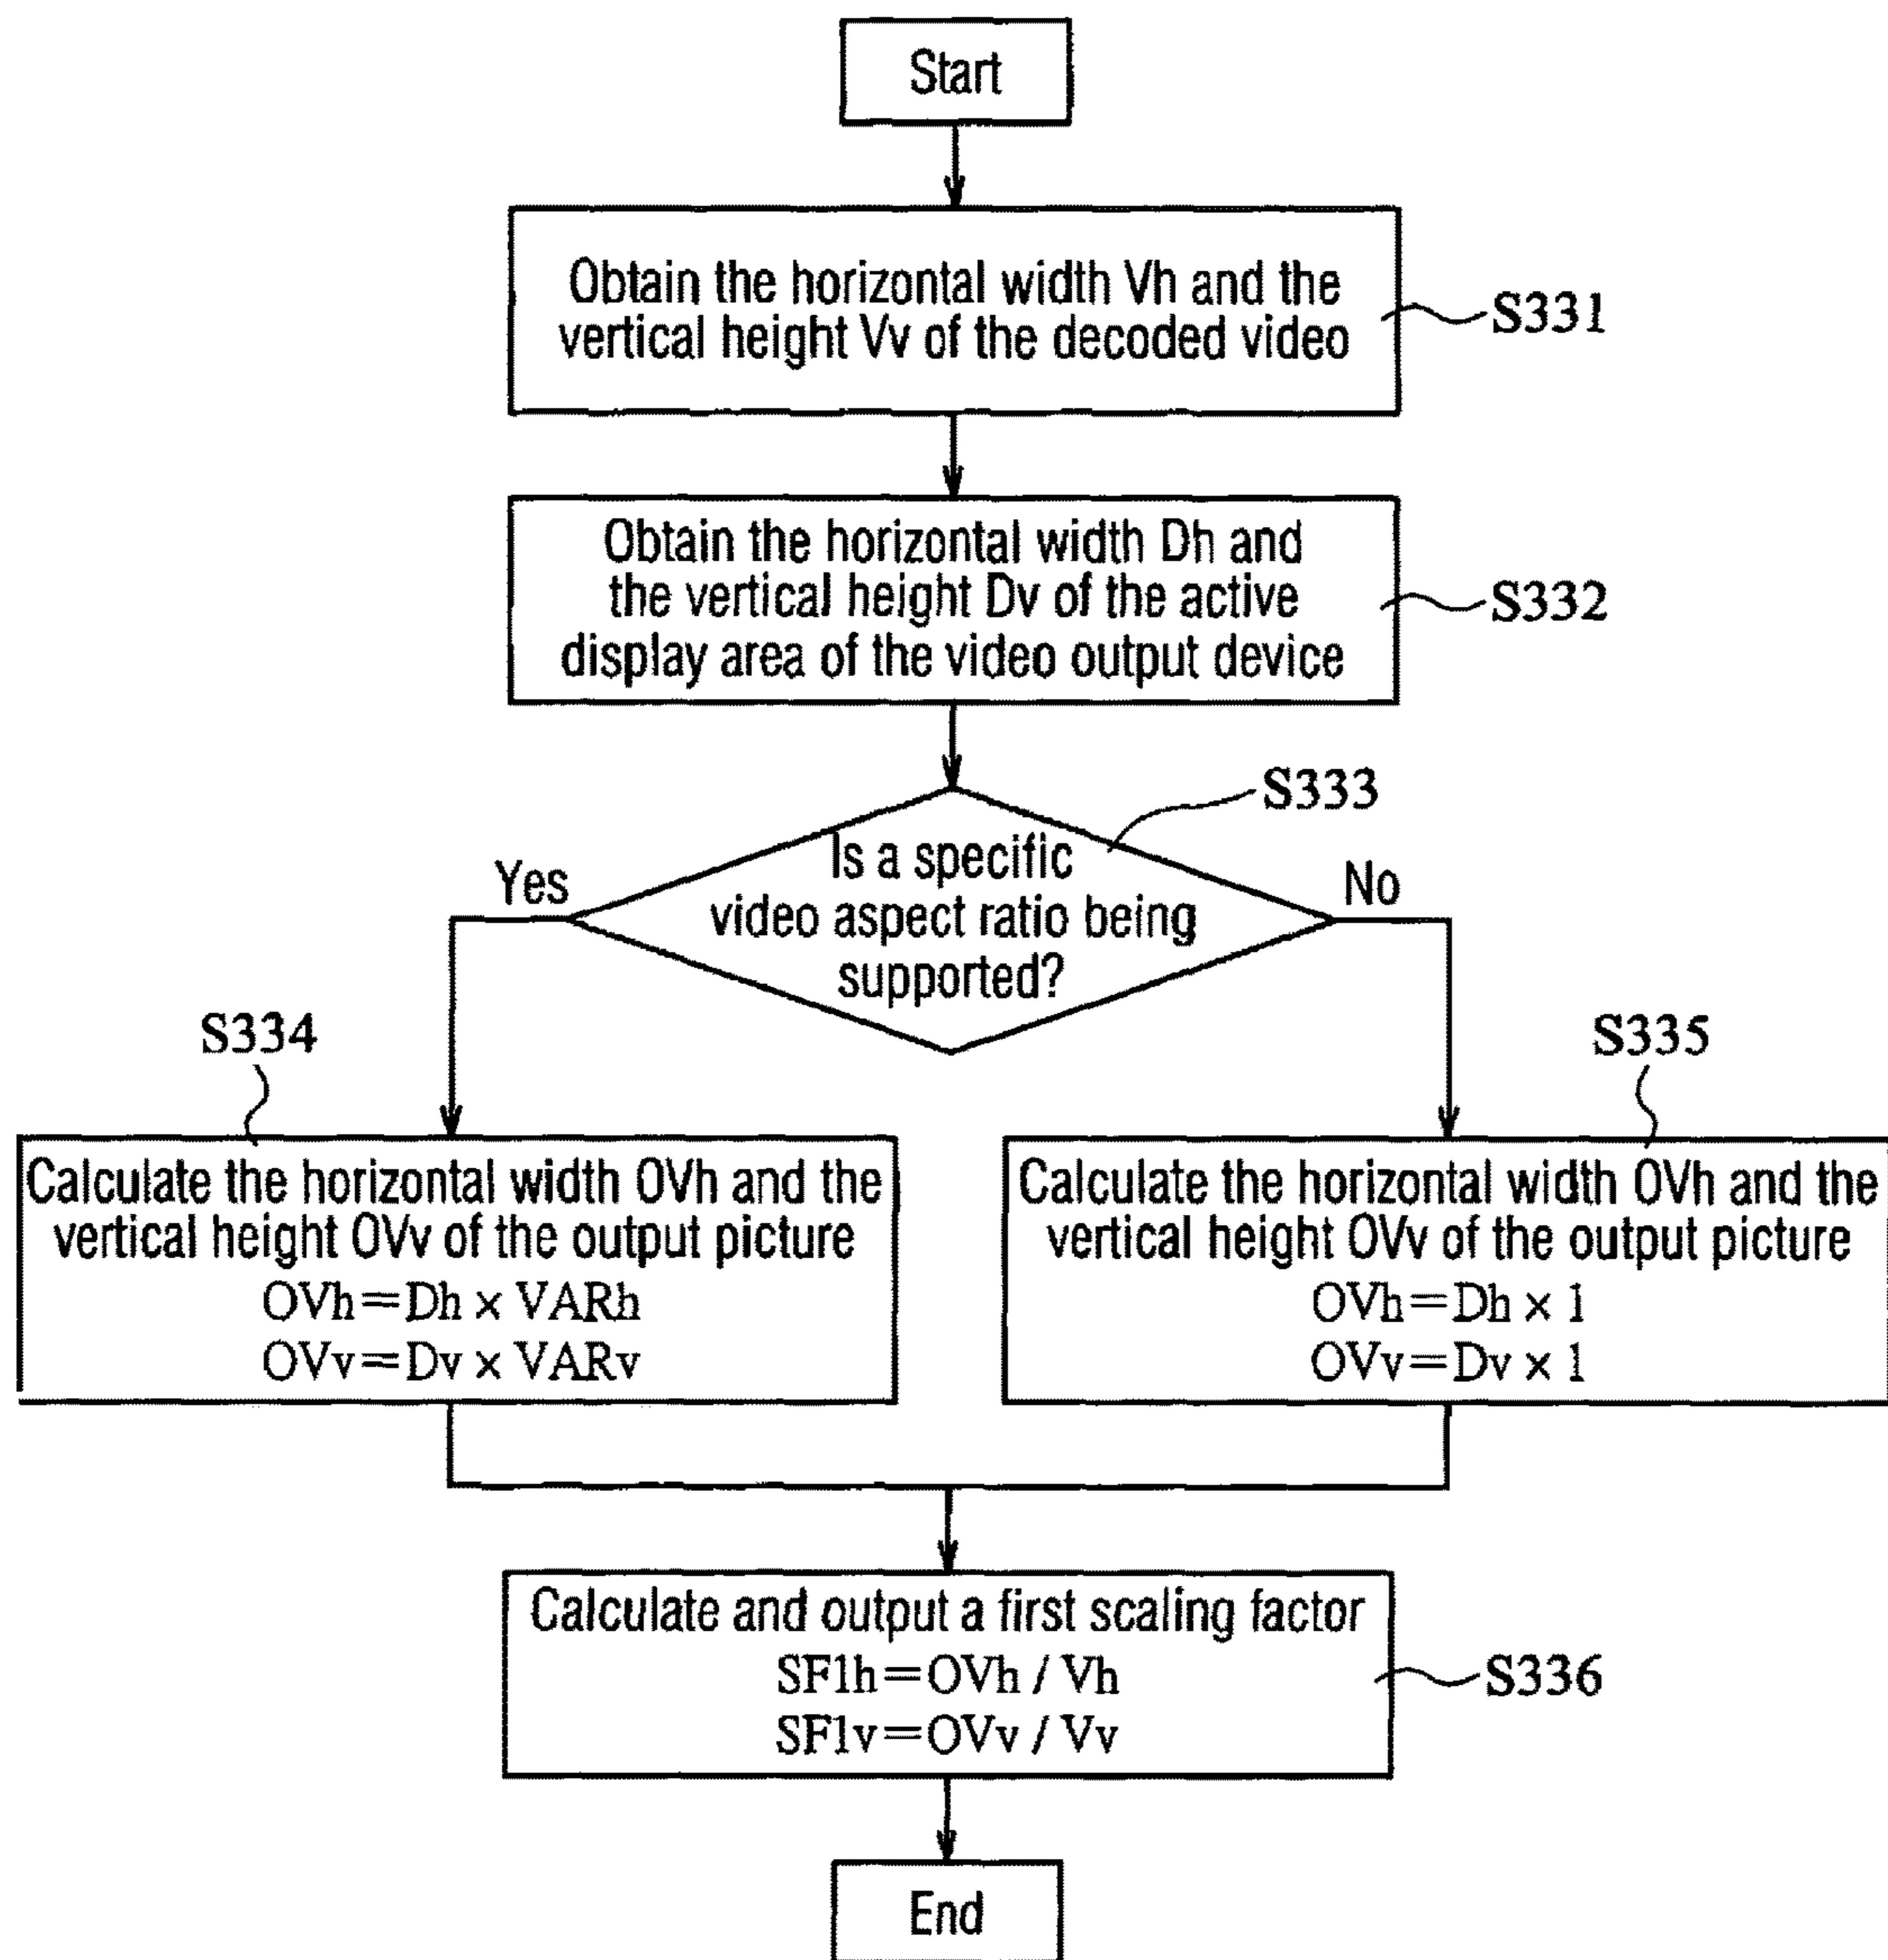 Start
Obtain the horizontal width Vh and the
vertical height Vv of the decoded video
S331
Obtain the horizontal width Dh and
the vertical height Dv of the active
display area of the video output device
S332
S333
Is a specific
video aspect ratio being
supported?
Yes
No
S334
S335
Calculate the horizontal width OVh and the
vertical height OVv of the output picture
OVh=Dh × VARh
OVv=Dv × VARv
Calculate the horizontal width OVh and the
vertical height OVv of the output picture
OVh=Dh × 1
OVv=Dv × 1
Calculate and output a first scaling factor
SF1h=OVh / Vh
SF1v=OVv / Vv
S336
End